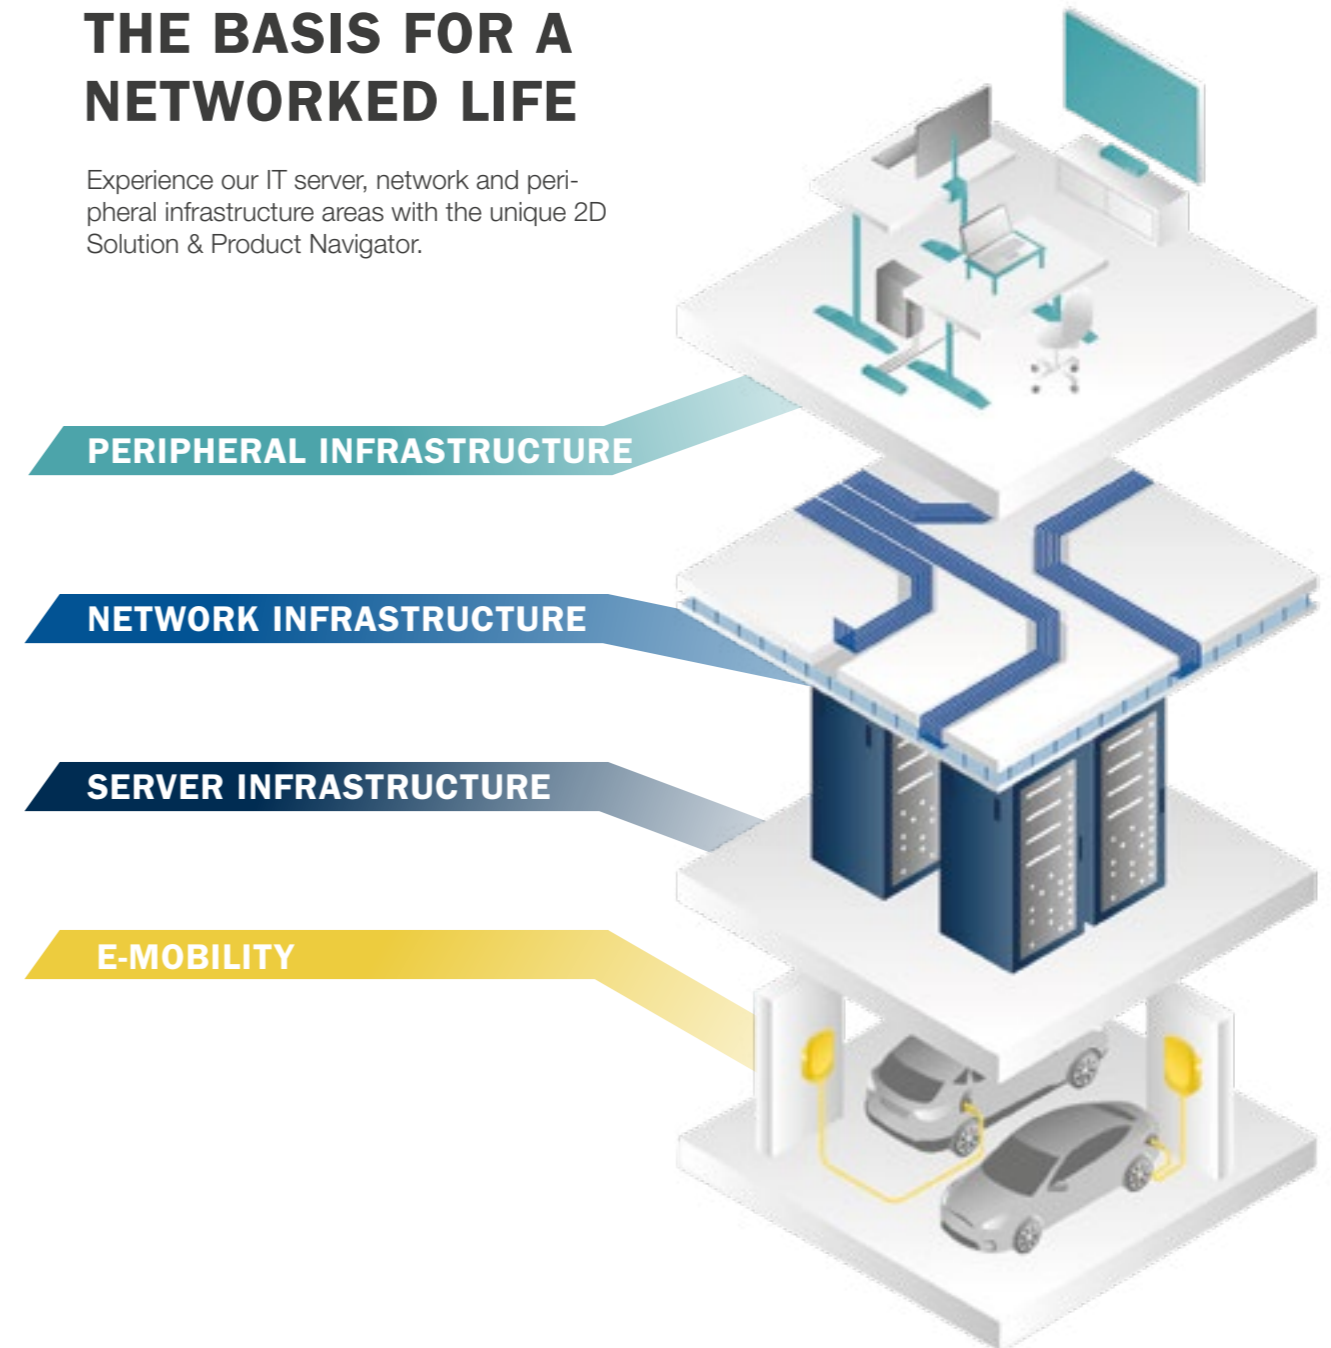 THE BASIS FOR A
NETWORKED LIFE
Experience our IT server, network and peri-
pheral infrastructure areas with the unique 2D
Solution & Product Navigator.
PERIPHERAL INFRASTRUCTURE
NETWORK INFRASTRUCTURE
SERVER INFRASTRUCTURE
E-MOBILITY